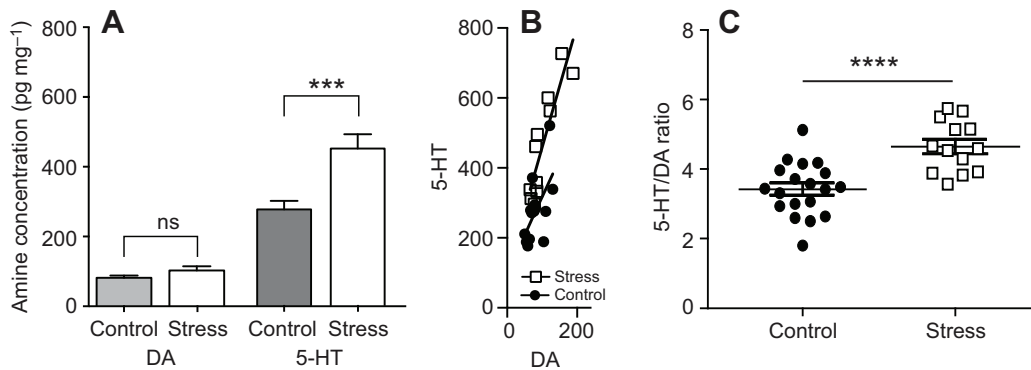 A
Amine concentration (pg mg⁻¹)
800
600
400
200
0
ns
***
Control Stress Control Stress
DA 5-HT
B
5-HT
800
600
400
200
0
Stress
Control
0 200
DA
C
5-HT/DA ratio
8
6
4
2
0
****
Control Stress